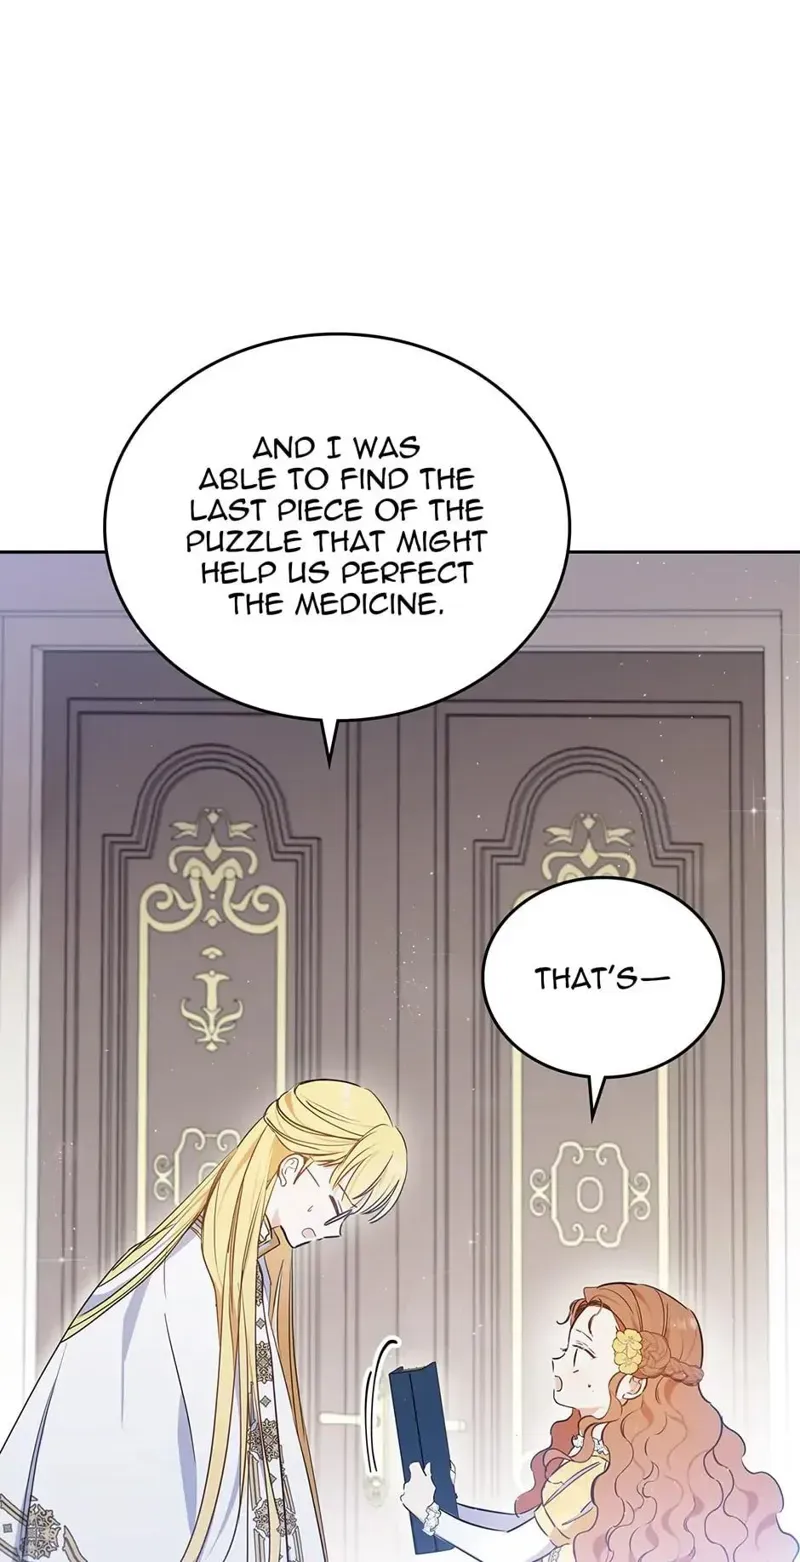 AND I WAS
ABLE TO FIND THE
LAST PIECE OF THE
PUZZLE THAT MIGHT
HELP US PERFECT
THE MEDICINE.
THAT'S—